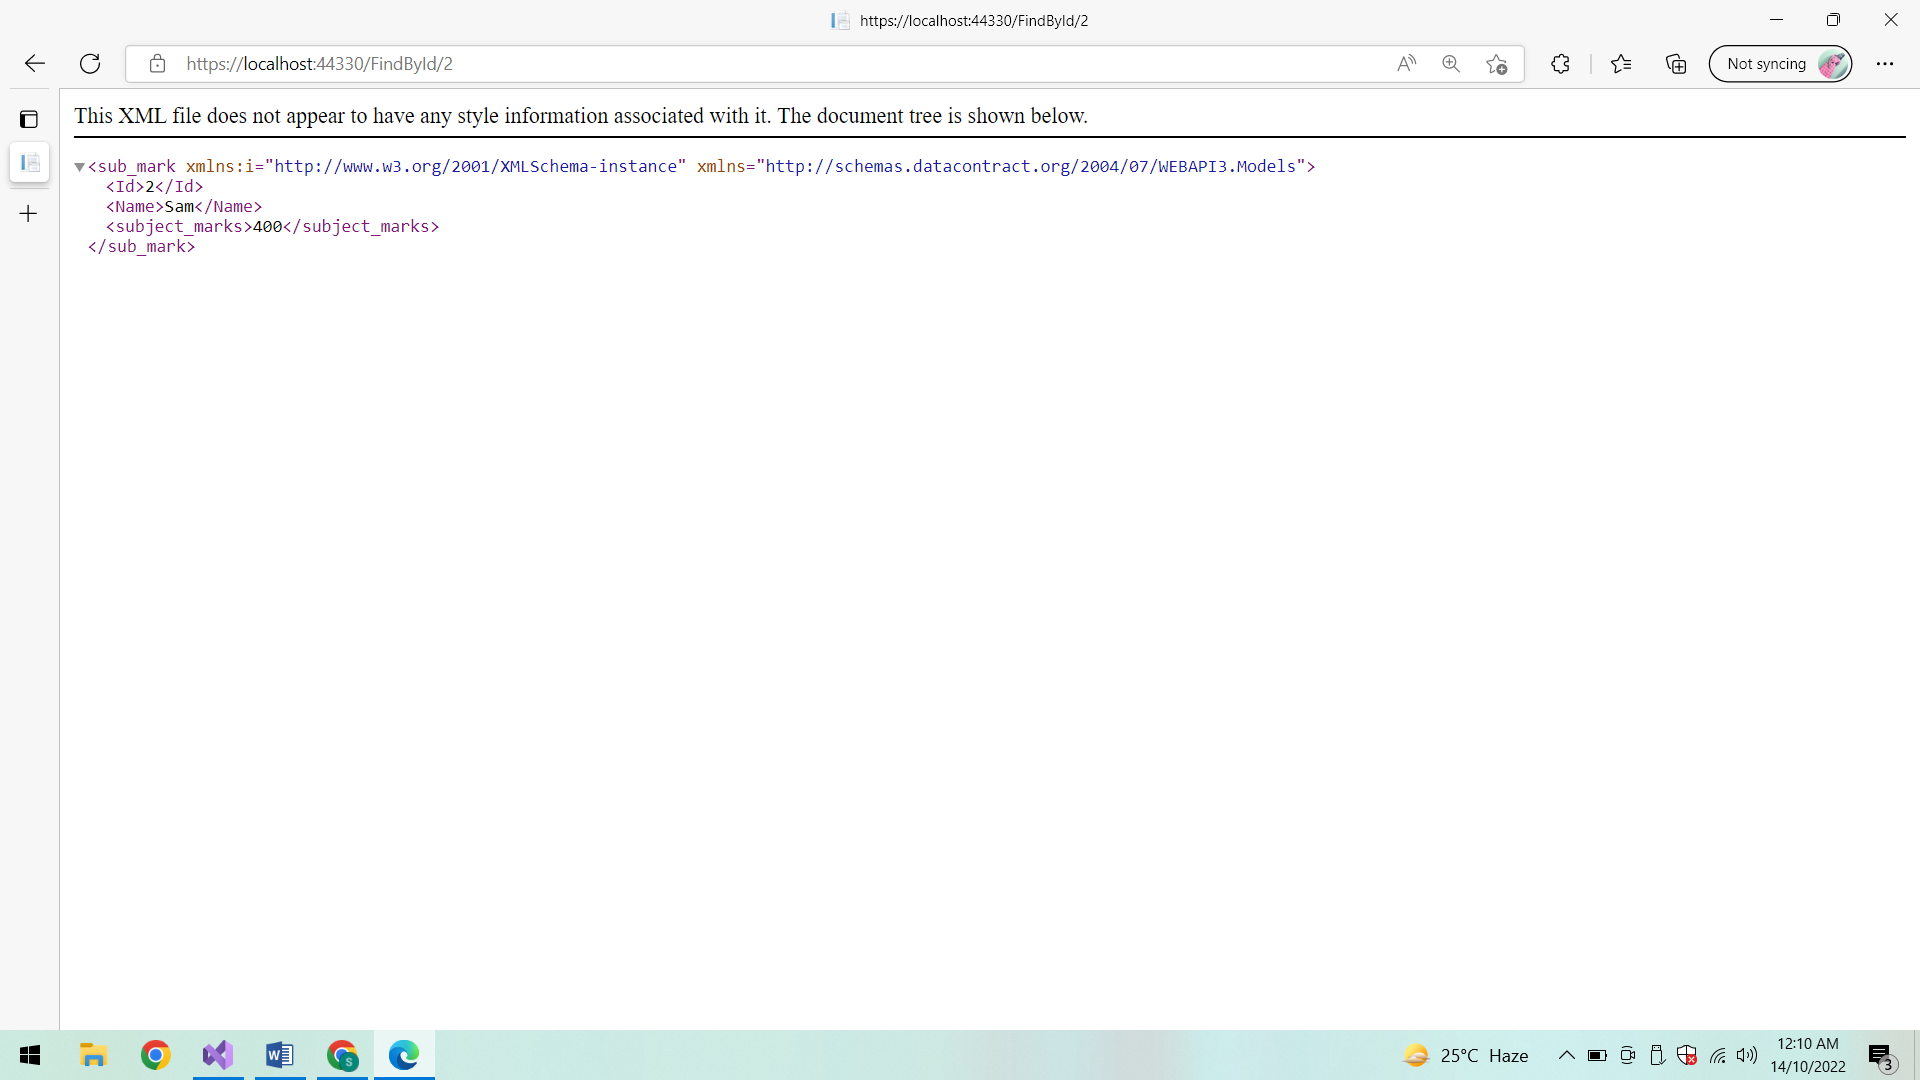 https://localhost:44330/FindById/2
https://localhost:44330/FindById/2
Not syncing
This XML file does not appear to have any style information associated with it. The document tree is shown below.
▼<sub_mark xmlns:i="http://www.w3.org/2001/XMLSchema-instance" xmlns="http://schemas.datacontract.org/2004/07/WEBAPI3.Models">
<Id>2</Id>
<Name>Sam</Name>
<subject_marks>400</subject_marks>
</sub_mark>
25°C Haze
12:10 AM
14/10/2022
3